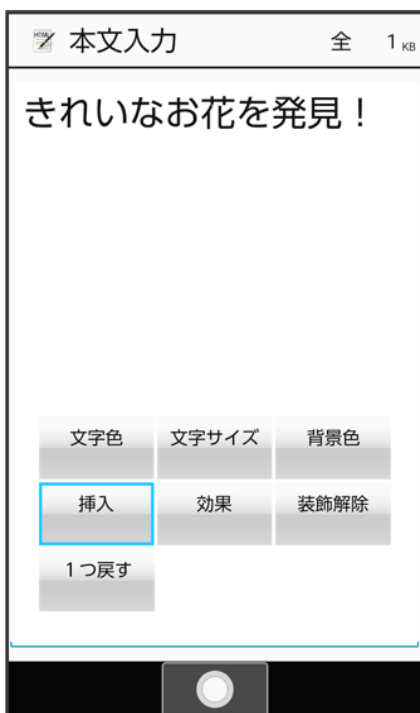 本文入力 全 1KB
きれいなお花を発見！
文字色 文字サイズ 背景色
挿入 効果 装飾解除
1つ戻す